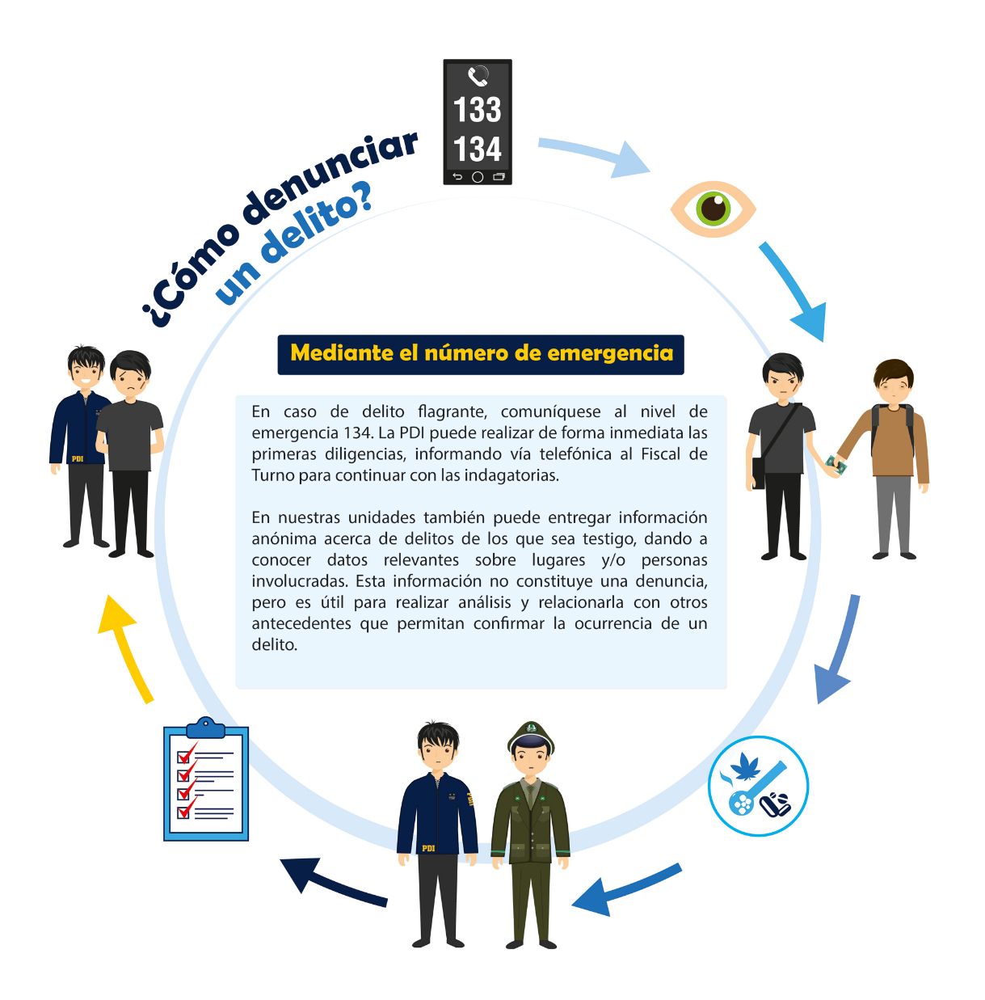 133
134
¿Cómo denunciar
un delito?
Mediante el número de emergencia
En caso de delito flagrante, comuníquese al nivel de
emergencia 134. La PDI puede realizar de forma inmediata las
primeras diligencias, informando vía telefónica al Fiscal de
Turno para continuar con las indagatorias.
En nuestras unidades también puede entregar información
anónima acerca de delitos de los que sea testigo, dando a
conocer datos relevantes sobre lugares y/o personas
involucradas. Esta información no constituye una denuncia,
pero es útil para realizar análisis y relacionarla con otros
antecedentes que permitan confirmar la ocurrencia de un
delito.
PDI
PDI
PDI